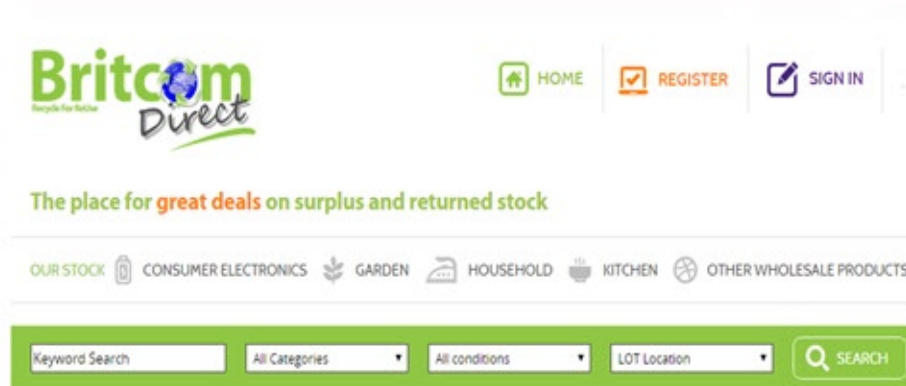 Britcom
Recycle For ReUse
Direct
HOME
REGISTER
SIGN IN
The place for great deals on surplus and returned stock
OUR STOCK CONSUMER ELECTRONICS GARDEN HOUSEHOLD KITCHEN OTHER WHOLESALE PRODUCTS
Keyword Search All Categories All conditions LOT Location SEARCH